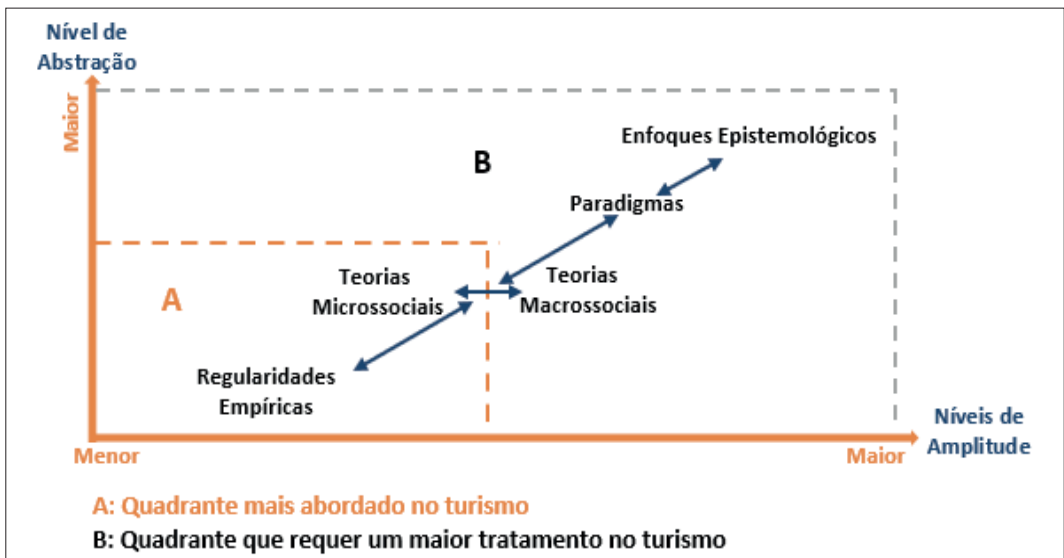 Nível de
Abstração
Maior
Enfoques Epistemológicos
B
Paradigmas
A
Teorias
Microssociais
Teorias
Macrossociais
Regularidades
Empíricas
Menor
Maior
Níveis de
Amplitude
A: Quadrante mais abordado no turismo
B: Quadrante que requer um maior tratamento no turismo